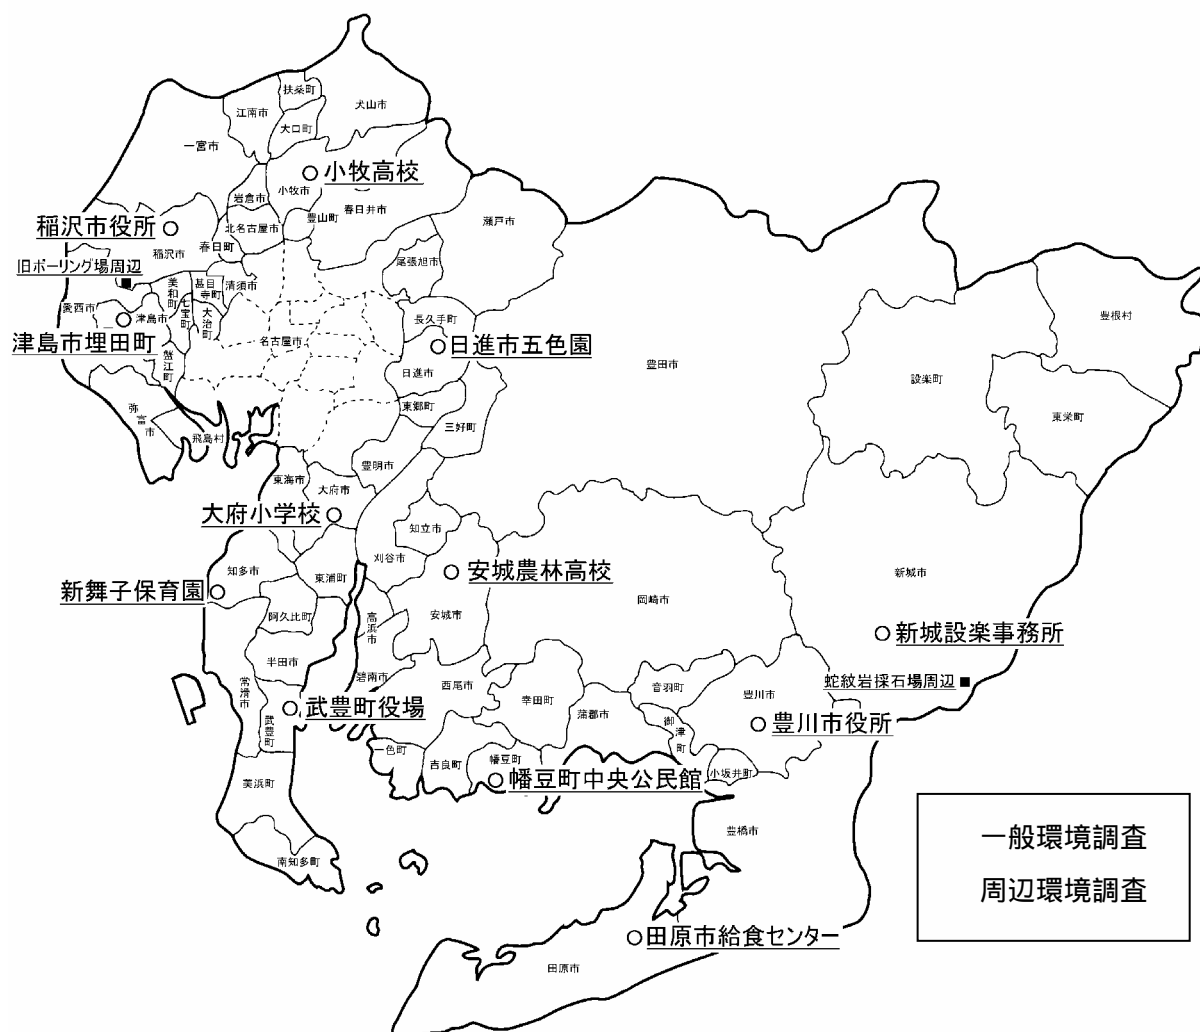 扶桑町
犬山市
江南市
大口町
一宮市
小牧高校
小牧市
岩倉市
春日井市
豊山町
瀬戸市
稲沢市役所
北名古屋市
春日町
稲沢市
旧ボーリング場周辺
尾張旭市
美和町
甚目寺町
清須市
愛西市
津島市
七宝町
大治町
長久手町
豊根村
津島市埋田町
名古屋市
日進市五色園
蟹江町
日進市
豊田市
設楽町
弥富市
東郷町
東栄町
飛島村
三好町
豊明市
東海市
大府市
大府小学校
知立市
刈谷市
知多市
東浦町
安城農林高校
新城市
新舞子保育園
阿久比町
高浜市
安城市
岡崎市
新城設楽事務所
半田市
碧南市
西尾市
音羽町
豊川市
蛇紋岩採石場周辺
常滑市
武豊町役場
幸田町
蒲郡市
御津町
豊川市役所
武豊町
一色町
吉良町
幡豆町
小坂井町
幡豆町中央公民館
美浜町
豊橋市
一般環境調査
南知多町
周辺環境調査
田原市給食センター
田原市